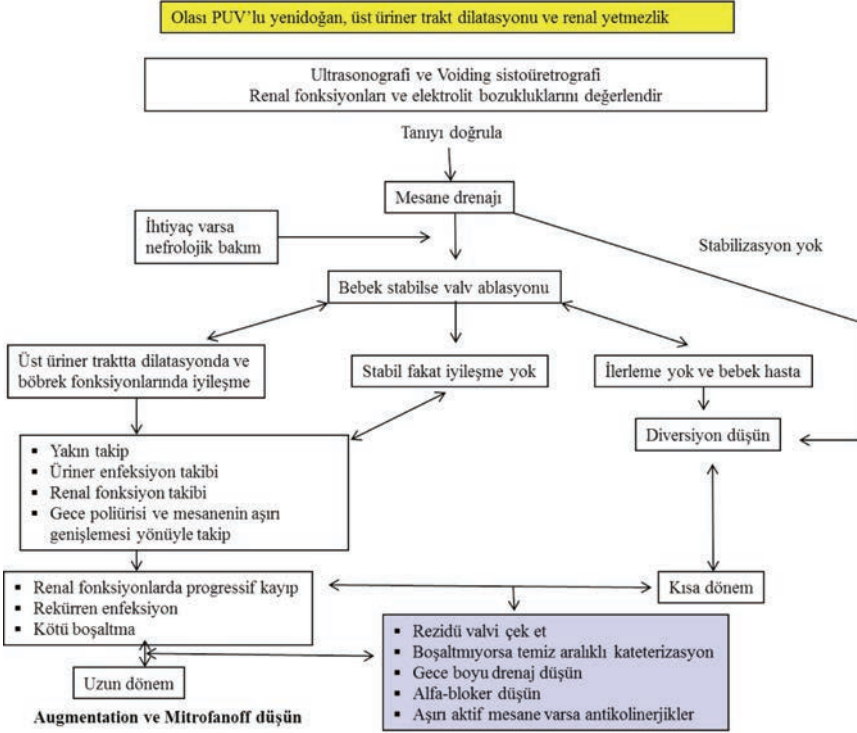 Olası PUV’lu yenidoğan, üst üriner trakt dilatasyonu ve renal yetmezlik
Ultrasonografi ve Voiding sistoüretrografi
Renal fonksiyonları ve elektrolit bozukluklarını değerlendir
Tanıyı doğrula
Mesane drenajı
İhtiyaç varsa
nefrolojik bakım
Stabilizasyon yok
Bebek stabilse valv ablasyonu
Üst üriner traktta dilatasyonda ve
böbrek fonksiyonlarında iyileşme
Stabil fakat iyileşme yok
İlerleme yok ve bebek hasta
Diversiyon düşün
▪ Yakın takip
▪ Üriner enfeksiyon takibi
▪ Renal fonksiyon takibi
▪ Gece poliürisi ve mesanenin aşırı
genişlemesi yönüyle takip
▪ Renal fonksiyonlarda progressif kayıp
▪ Rekürren enfeksiyon
▪ Kötü boşaltma
Kısa dönem
▪ Rezidü valvi çek et
▪ Boşaltmıyorsa temiz aralıklı kateterizasyon
▪ Gece boyu drenaj düşün
▪ Alfa-bloker düşün
▪ Aşırı aktif mesane varsa antikolinerjikler
Uzun dönem
Augmentation ve Mitrofanoff düşün